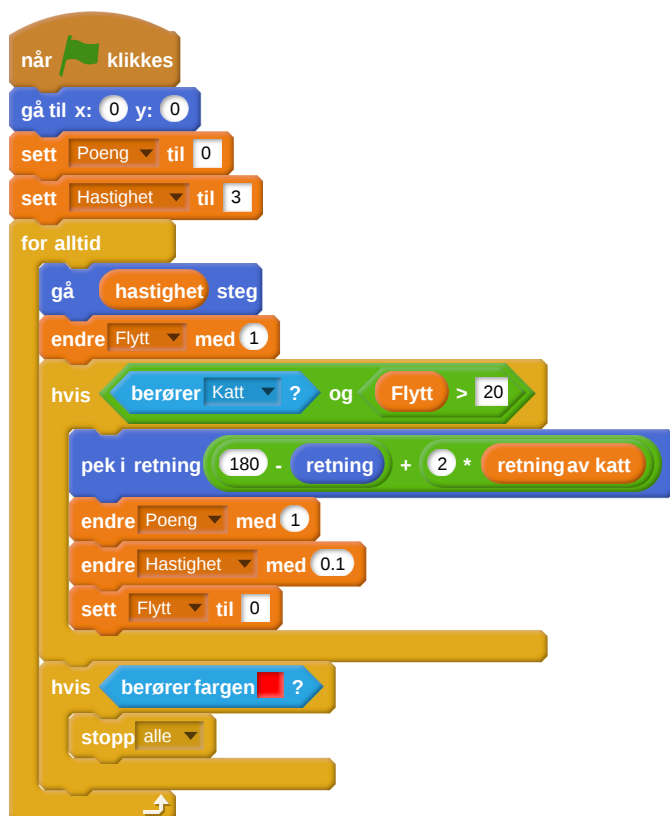 når klikkes
gå til x: 0 y: 0
sett Poeng til 0
sett Hastighet til 3
for alltid
gå hastighet steg
endre Flytt med 1
hvis berører Katt ? og Flytt > 20
pek i retning 180 - retning + 2 * retning av katt
endre Poeng med 1
endre Hastighet med 0.1
sett Flytt til 0
hvis berører fargen ?
stopp alle